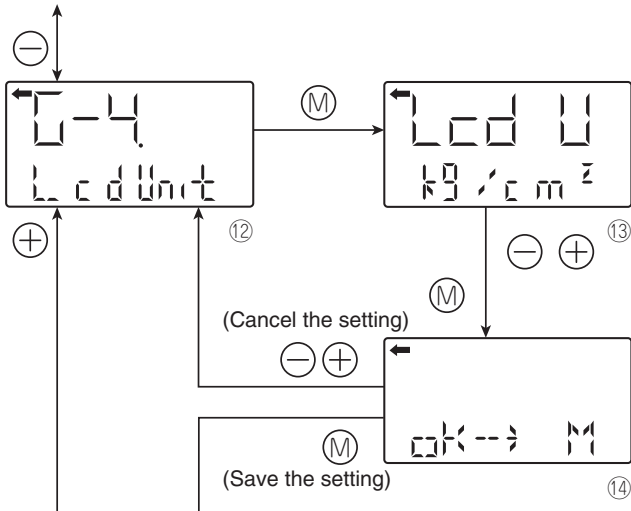 ⊖
G-4.
LcdUnit
⑫
Ⓜ
Lcd U
kg/cm²
⑬
⊕
⊖ ⊕
Ⓜ
(Cancel the setting)
⊖ ⊕
Ⓜ
(Save the setting)
oK--> M
⑭